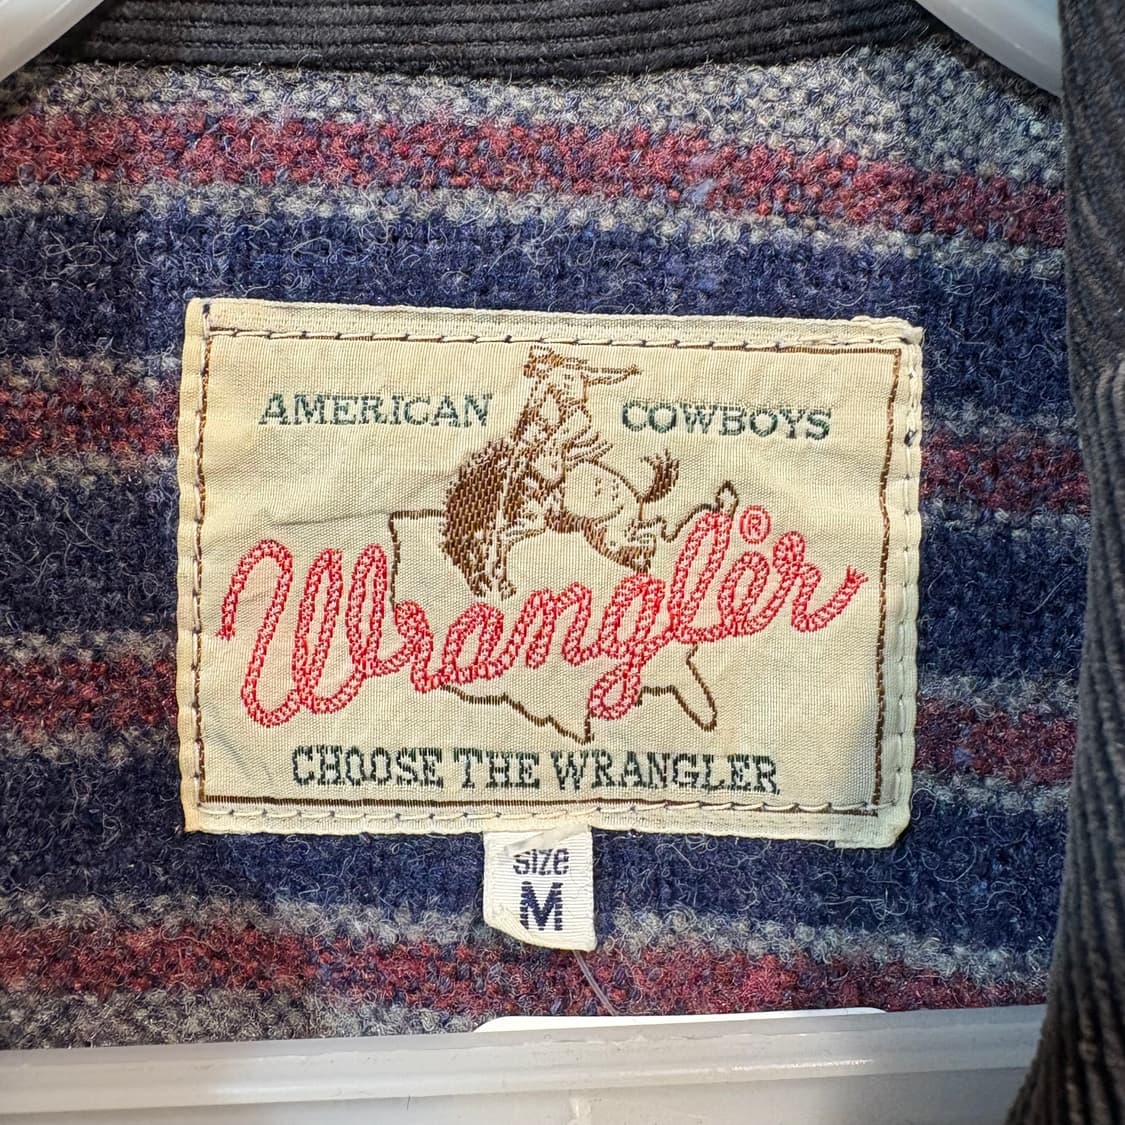 AMERICAN COWBOYS
Wrangler®
CHOOSE THE WRANGLER
SIZE
M